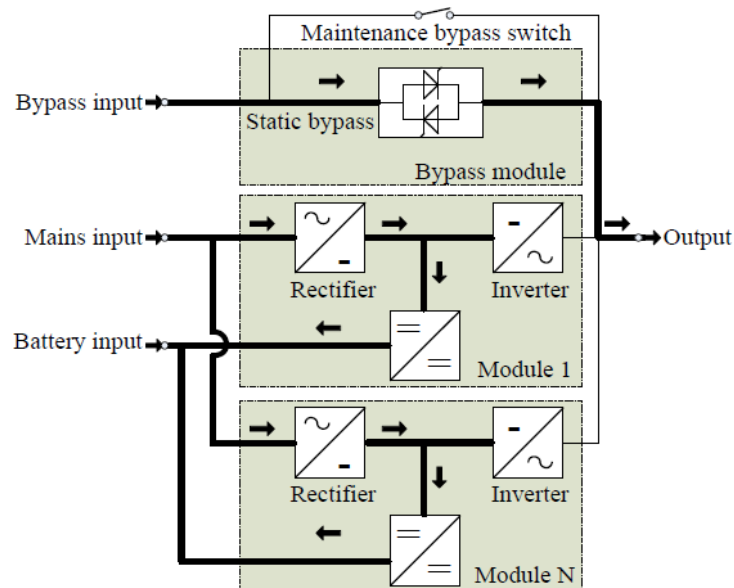 Maintenance bypass switch
Bypass input
Static bypass
Bypass module
Mains input
Output
Rectifier
Inverter
Battery input
Module 1
Rectifier
Inverter
Module N